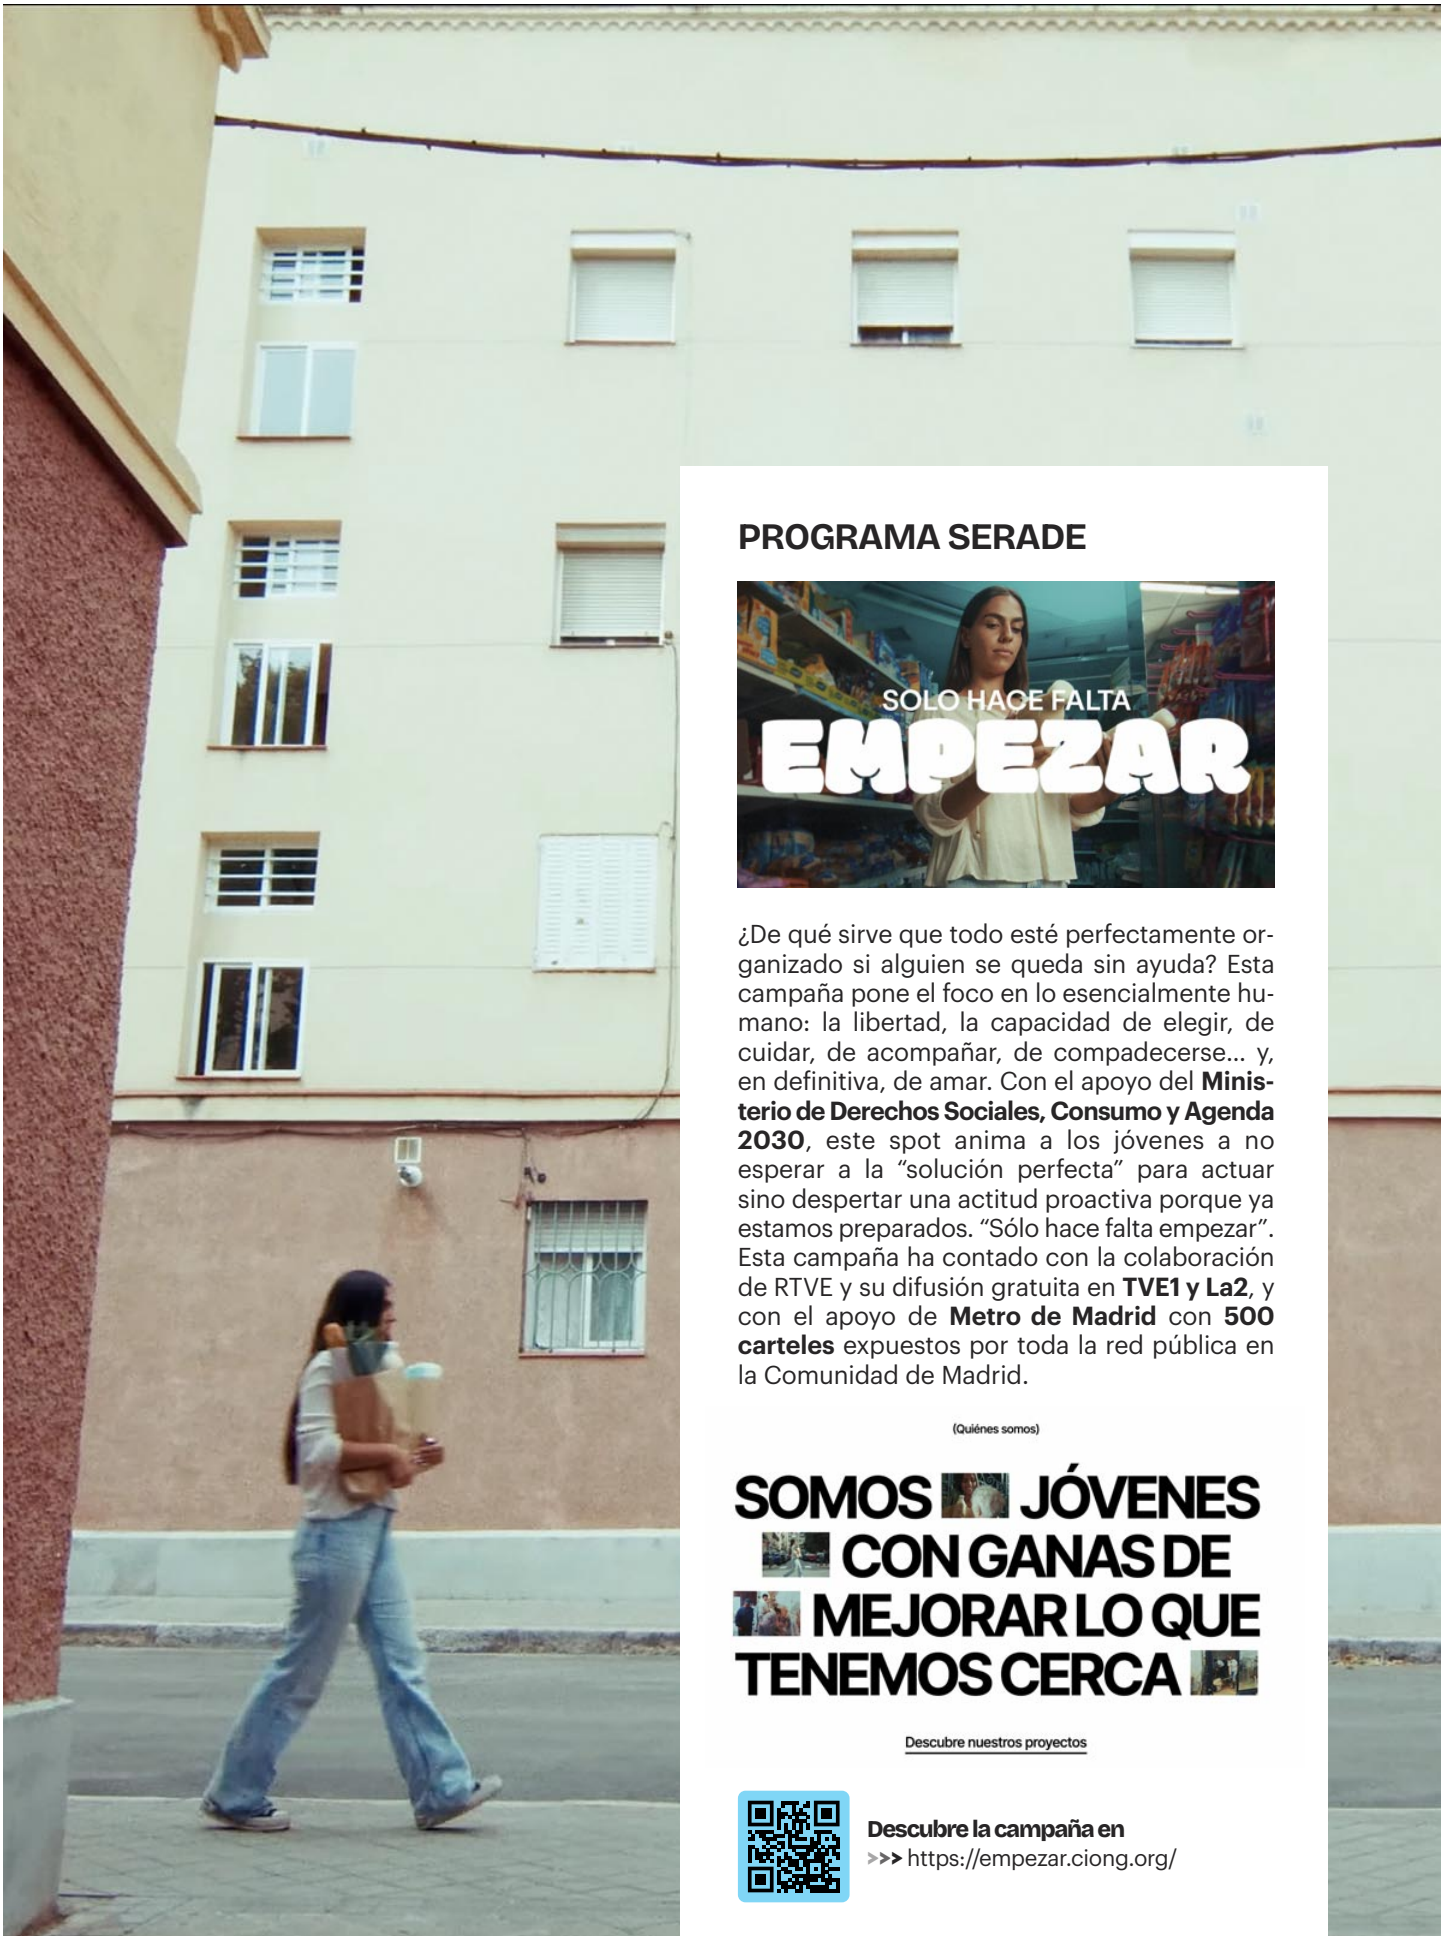 PROGRAMA SERADE
SOLO HACE FALTA
EMPEZAR
¿De qué sirve que todo esté perfectamente or-
ganizado si alguien se queda sin ayuda? Esta
campaña pone el foco en lo esencialmente hu-
mano: la libertad, la capacidad de elegir, de
cuidar, de acompañar, de compadecerse... y,
en definitiva, de amar. Con el apoyo del Minis-
terio de Derechos Sociales, Consumo y Agenda
2030, este spot anima a los jóvenes a no
esperar a la “solución perfecta” para actuar
sino despertar una actitud proactiva porque ya
estamos preparados. “Sólo hace falta empezar”.
Esta campaña ha contado con la colaboración
de RTVE y su difusión gratuita en TVE1 y La2, y
con el apoyo de Metro de Madrid con 500
carteles expuestos por toda la red pública en
la Comunidad de Madrid.
(Quiénes somos)
SOMOS JÓVENES
CON GANAS DE
MEJORAR LO QUE
TENEMOS CERCA
Descubre nuestros proyectos
Descubre la campaña en
>>> https://empezar.ciong.org/